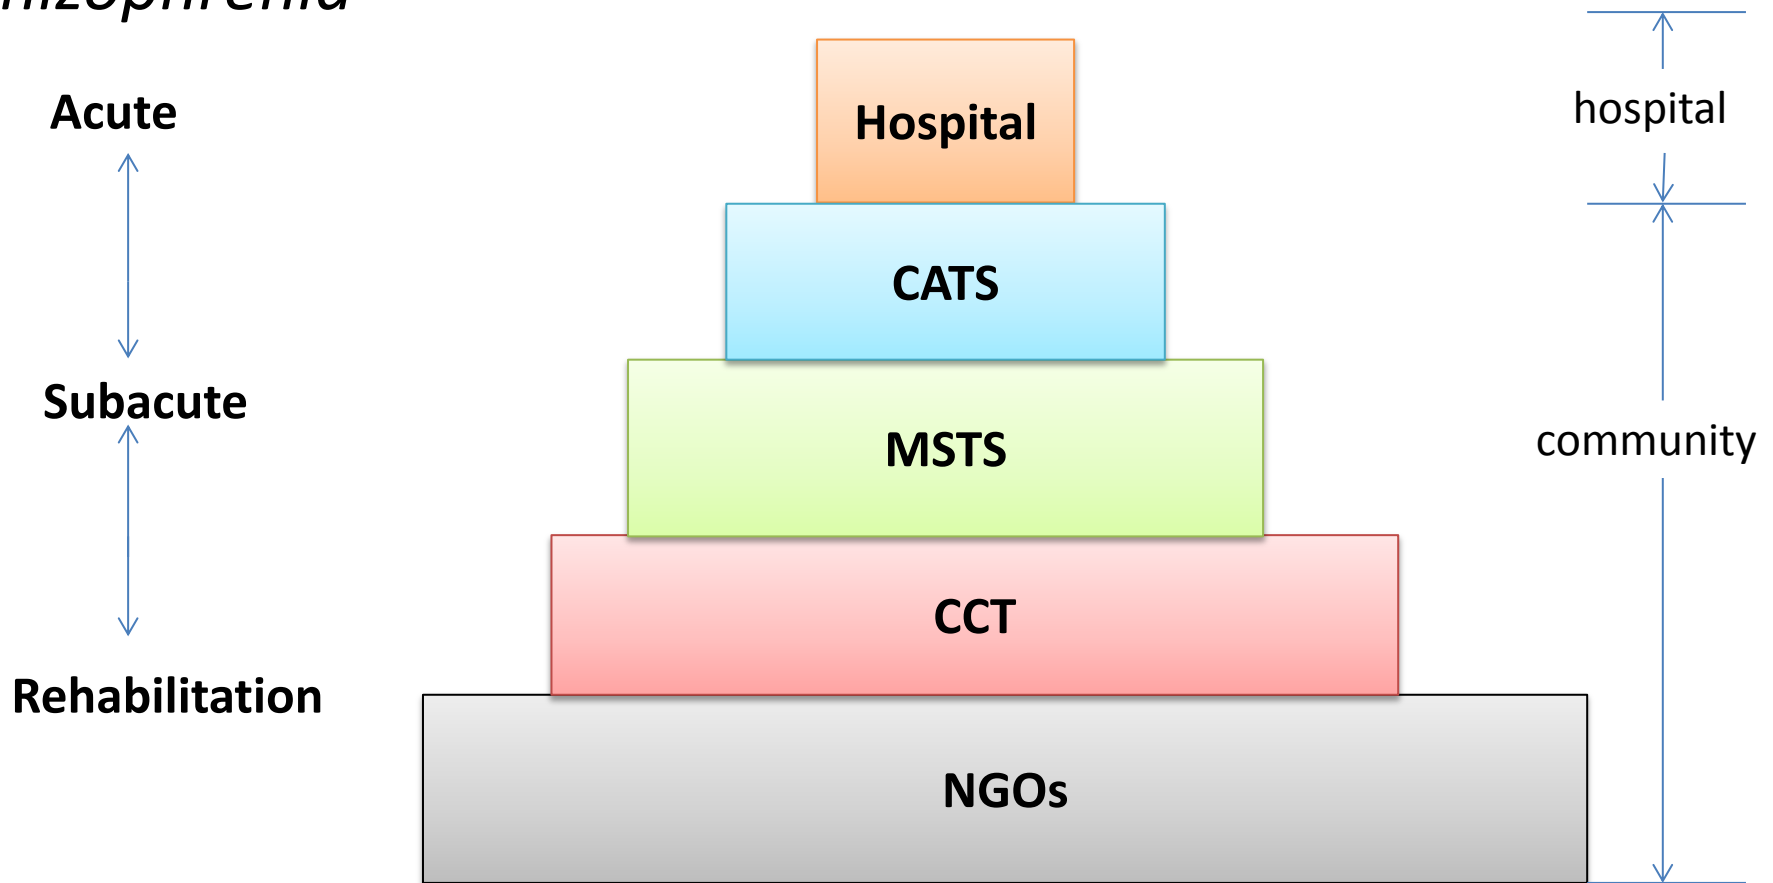 Acute
Hospital
hospital
CATS
Subacute
MSTS
community
CCT
Rehabilitation
NGOs